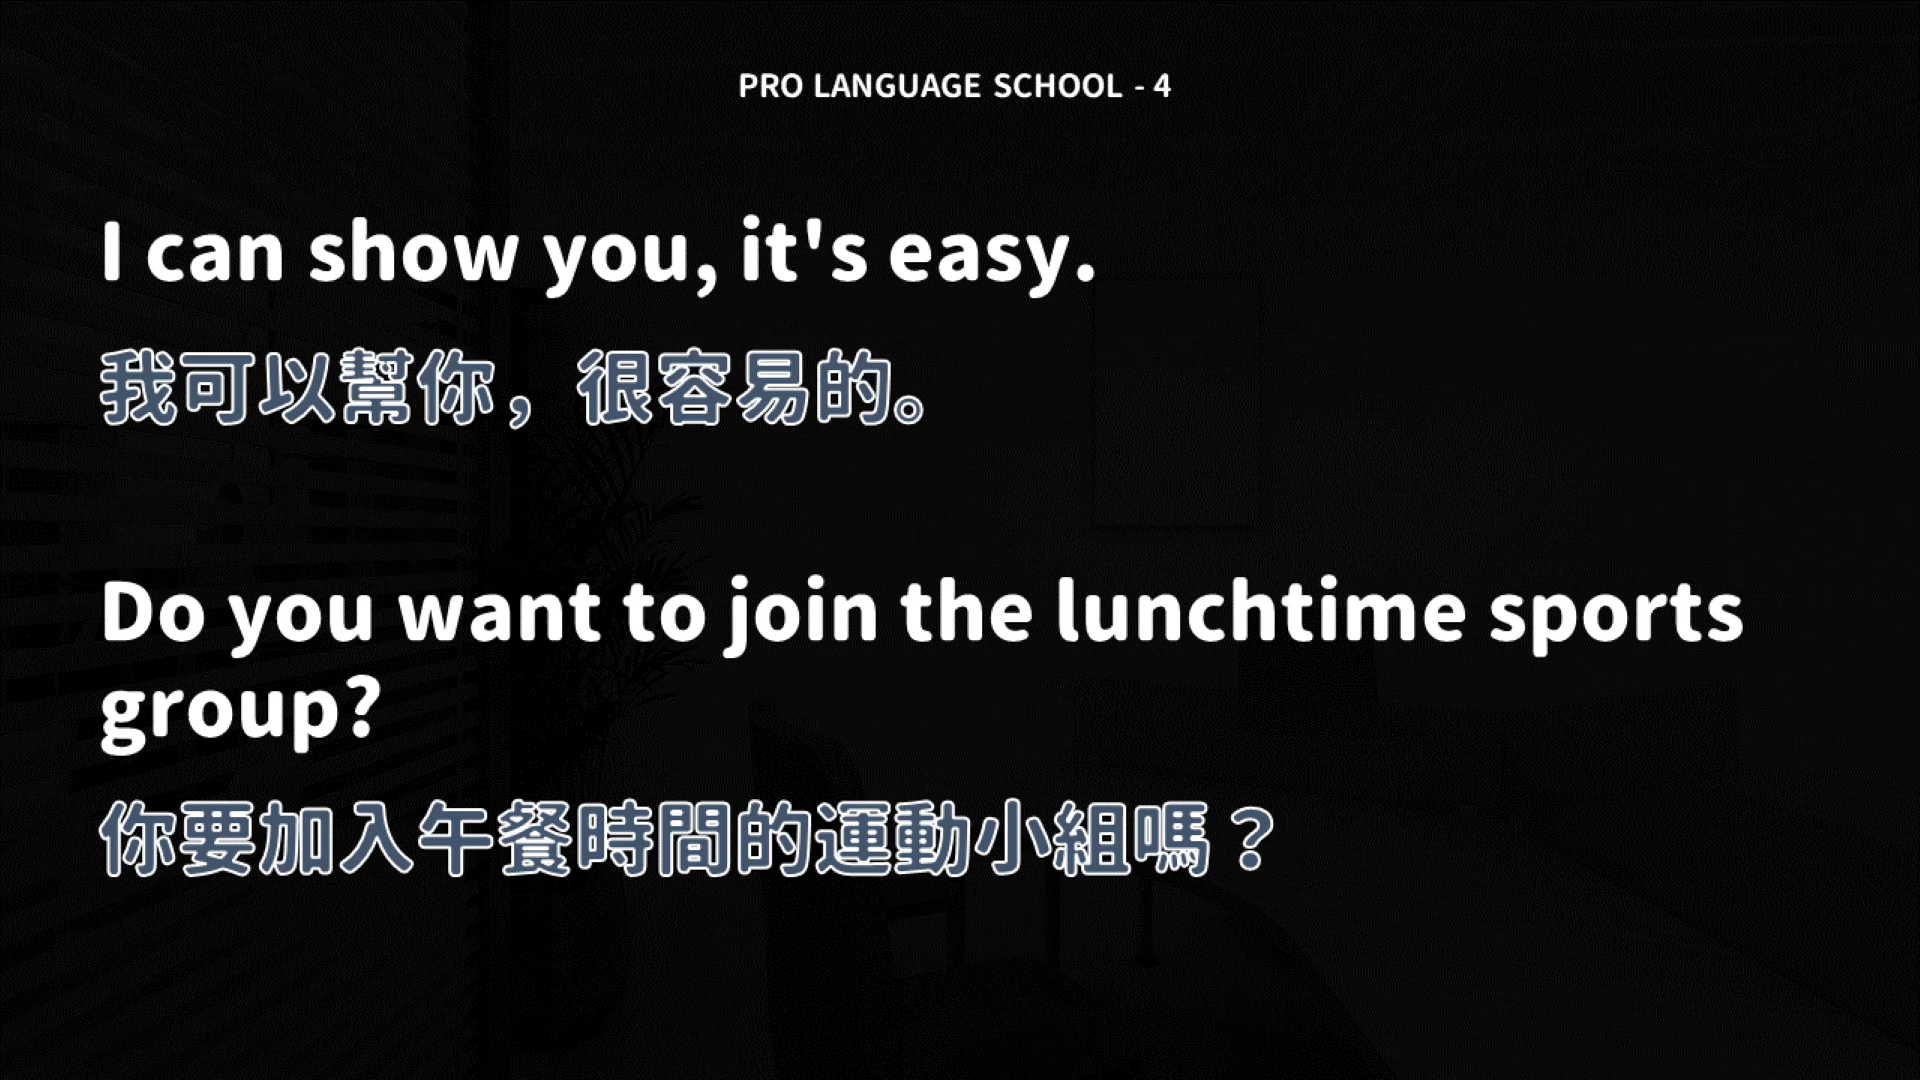 PRO LANGUAGE SCHOOL - 4
I can show you, it's easy.
我可以幫你，很容易的。
Do you want to join the lunchtime sports
group?
你要加入午餐時間的運動小組嗎？